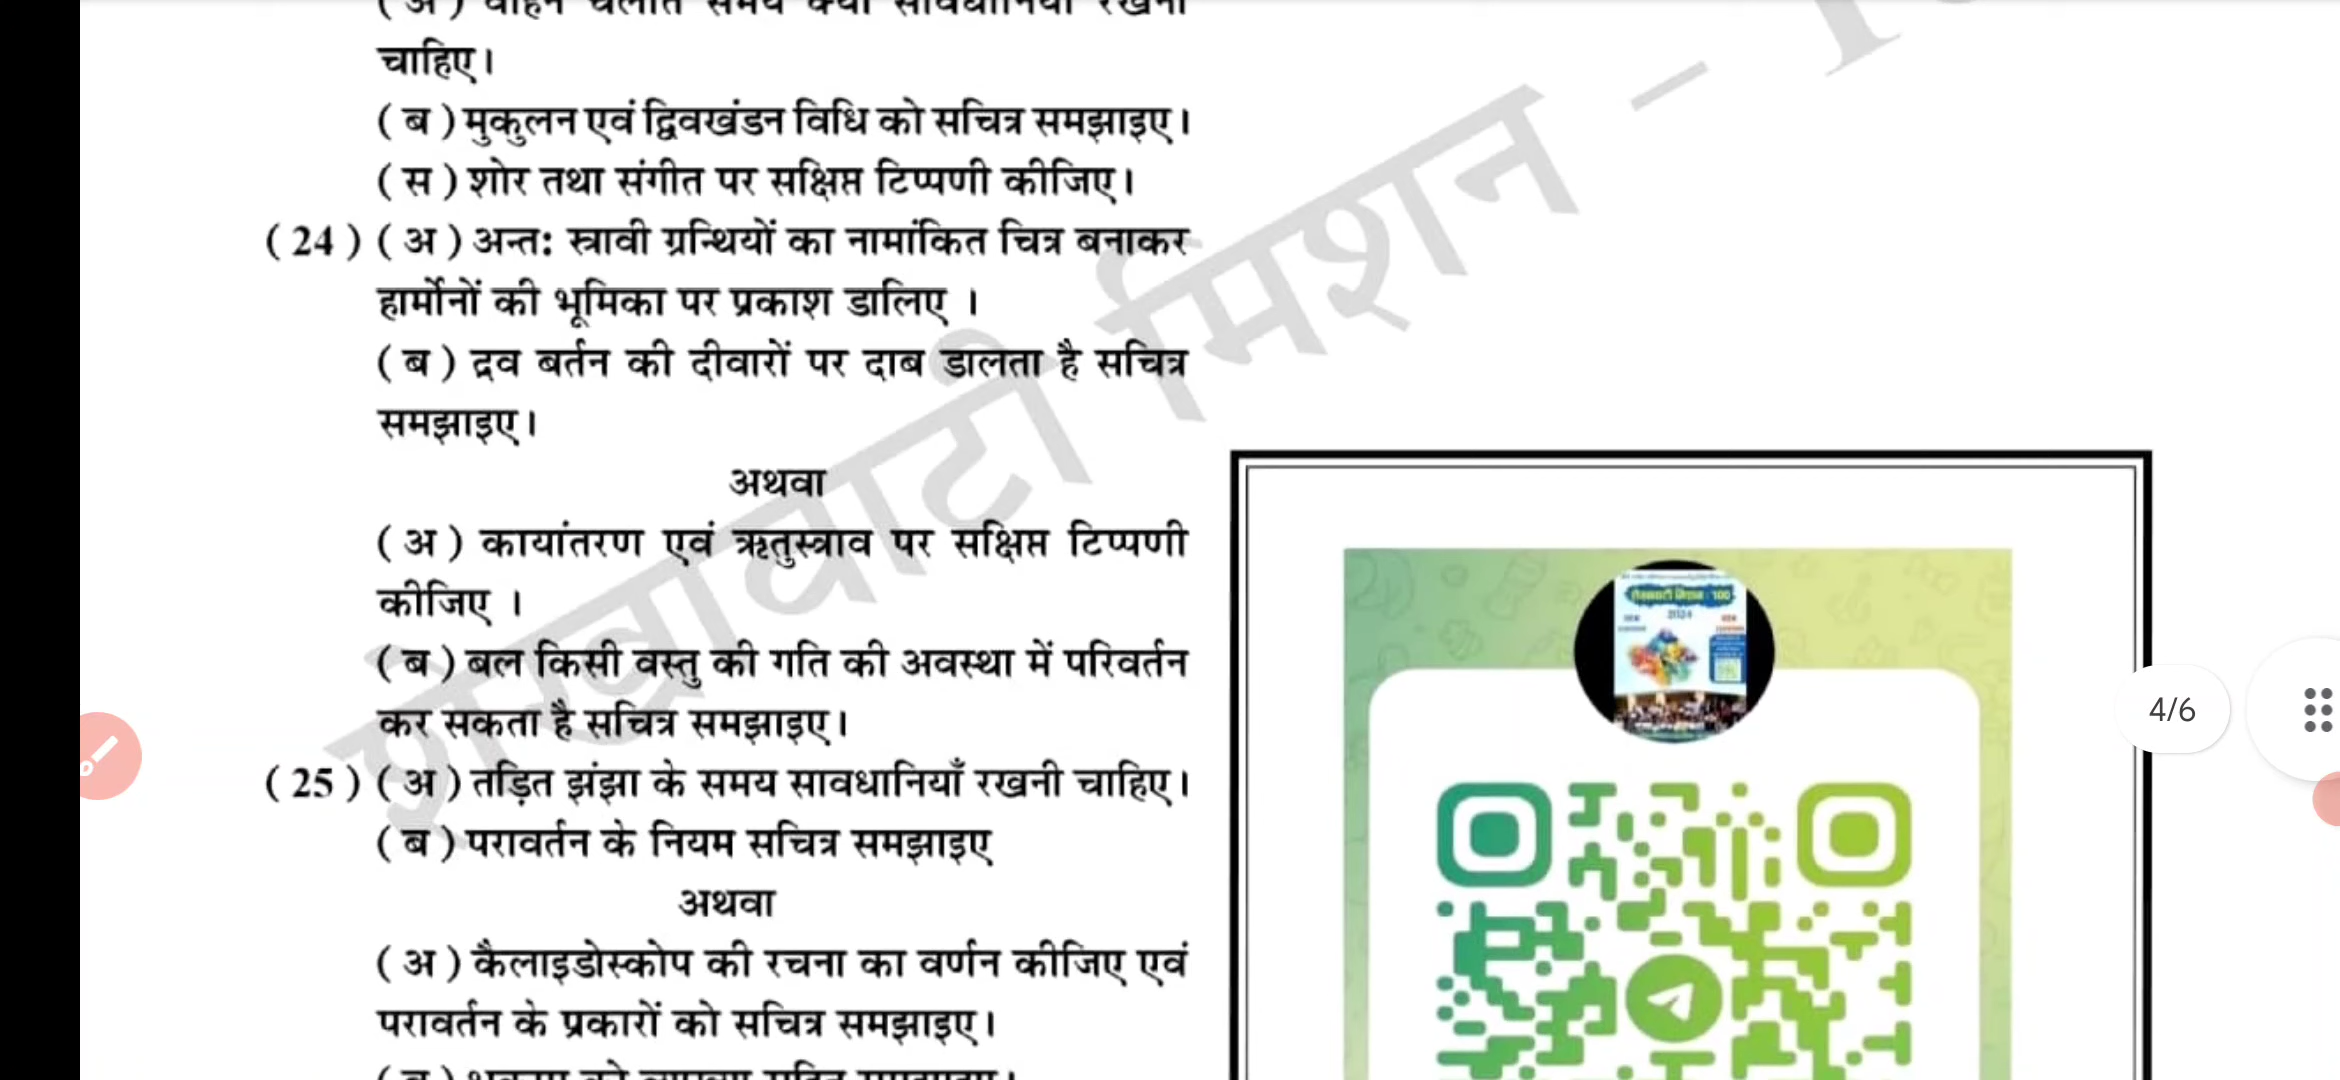 चाहिए।
( ब ) मुकुलन एवं द्विवखंडन विधि को सचित्र समझाइए।
( स ) शोर तथा संगीत पर सक्षिप्त टिप्पणी कीजिए।
( 24 ) ( अ ) अन्त: स्त्रावी ग्रन्थियों का नामांकित चित्र बनाकर
हार्मोनों की भूमिका पर प्रकाश डालिए ।
( ब ) द्रव बर्तन की दीवारों पर दाब डालता है सचित्र
समझाइए।
अथवा
( अ ) कायांतरण एवं ऋतुस्त्राव पर सक्षिप्त टिप्पणी
कीजिए ।
( ब ) बल किसी वस्तु की गति की अवस्था में परिवर्तन
कर सकता है सचित्र समझाइए।
( 25 ) ( अ ) तड़ित झंझा के समय सावधानियाँ रखनी चाहिए।
( ब ) परावर्तन के नियम सचित्र समझाइए
अथवा
( अ ) कैलाइडोस्कोप की रचना का वर्णन कीजिए एवं
परावर्तन के प्रकारों को सचित्र समझाइए।
शेखावाटी मिशन -
शेखावाटी मिशन 100
2024
4/6